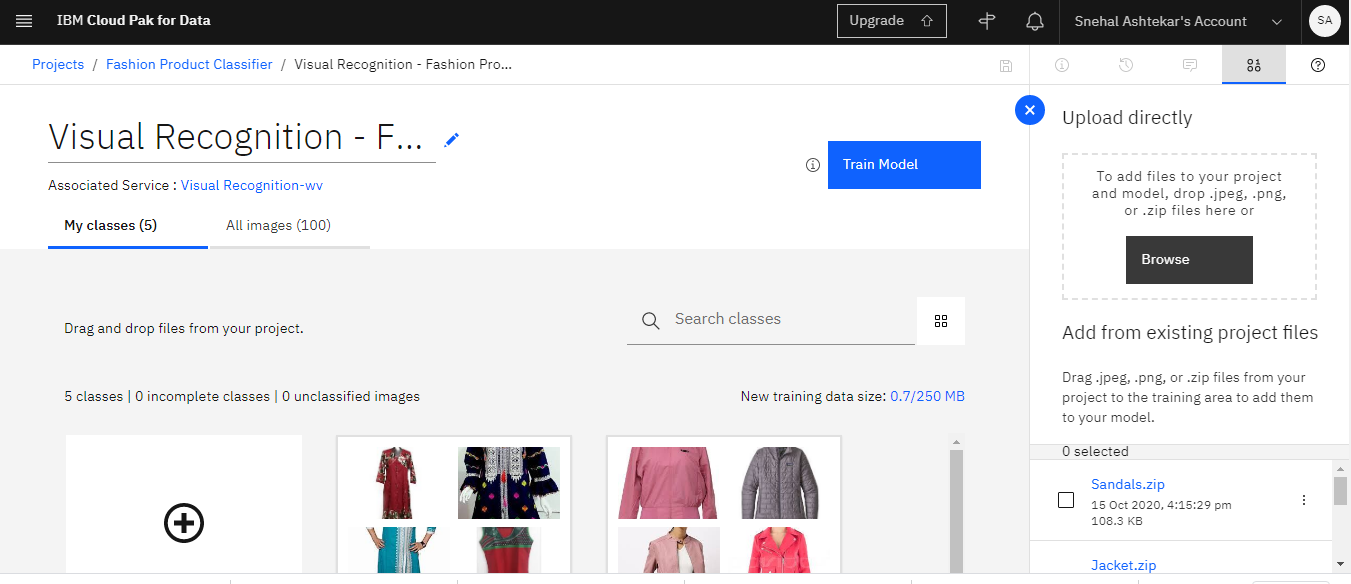 IBM Cloud Pak for Data
Upgrade
Snehal Ashtekar's Account
SA
Projects / Fashion Product Classifier / Visual Recognition - Fashion Pro...
Visual Recognition - F...
Associated Service : Visual Recognition-wv
Train Model
My classes (5)
All images (100)
Drag and drop files from your project.
Search classes
5 classes | 0 incomplete classes | 0 unclassified images
New training data size: 0.7/250 MB
Upload directly
To add files to your project
and model, drop .jpeg, .png,
or .zip files here or
Browse
Add from existing project files
Drag .jpeg, .png, or .zip files from your
project to the training area to add them
to your model.
0 selected
Sandals.zip
15 Oct 2020, 4:15:29 pm
108.3 KB
Jacket.zip